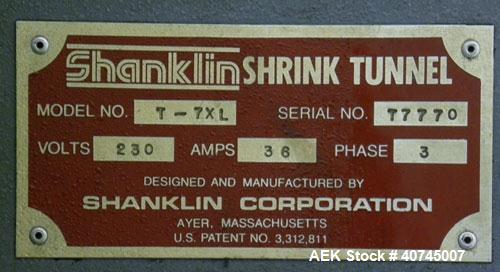 Shanklin SHRINK TUNNEL
MODEL NO. T-7XL SERIAL NO. T7770
VOLTS 230 AMPS 36 PHASE 3
DESIGNED AND MANUFACTURED BY
SHANKLIN CORPORATION
AYER, MASSACHUSETTS
U.S. PATENT NO. 3,312,811
AEK Stock #40745007